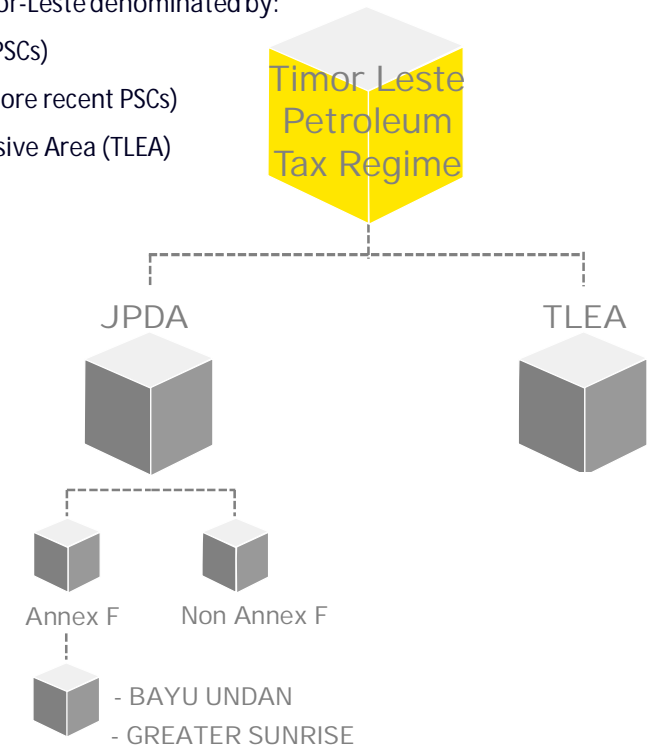 or-Leste denominated by:
PSCs)
ore recent PSCs)
sive Area (TLEA)
Timor Leste
Petroleum
Tax Regime
JPDA
TLEA
Annex F
Non Annex F
- BAYU UNDAN
- GREATER SUNRISE